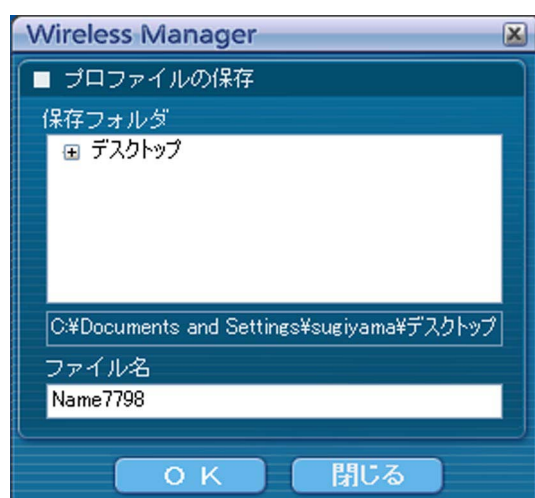 Wireless Manager
■ プロファイルの保存
保存フォルダ
デスクトップ
C:¥Documents and Settings¥sugiyama¥デスクトップ
ファイル名
Name7798
ＯＫ
閉じる